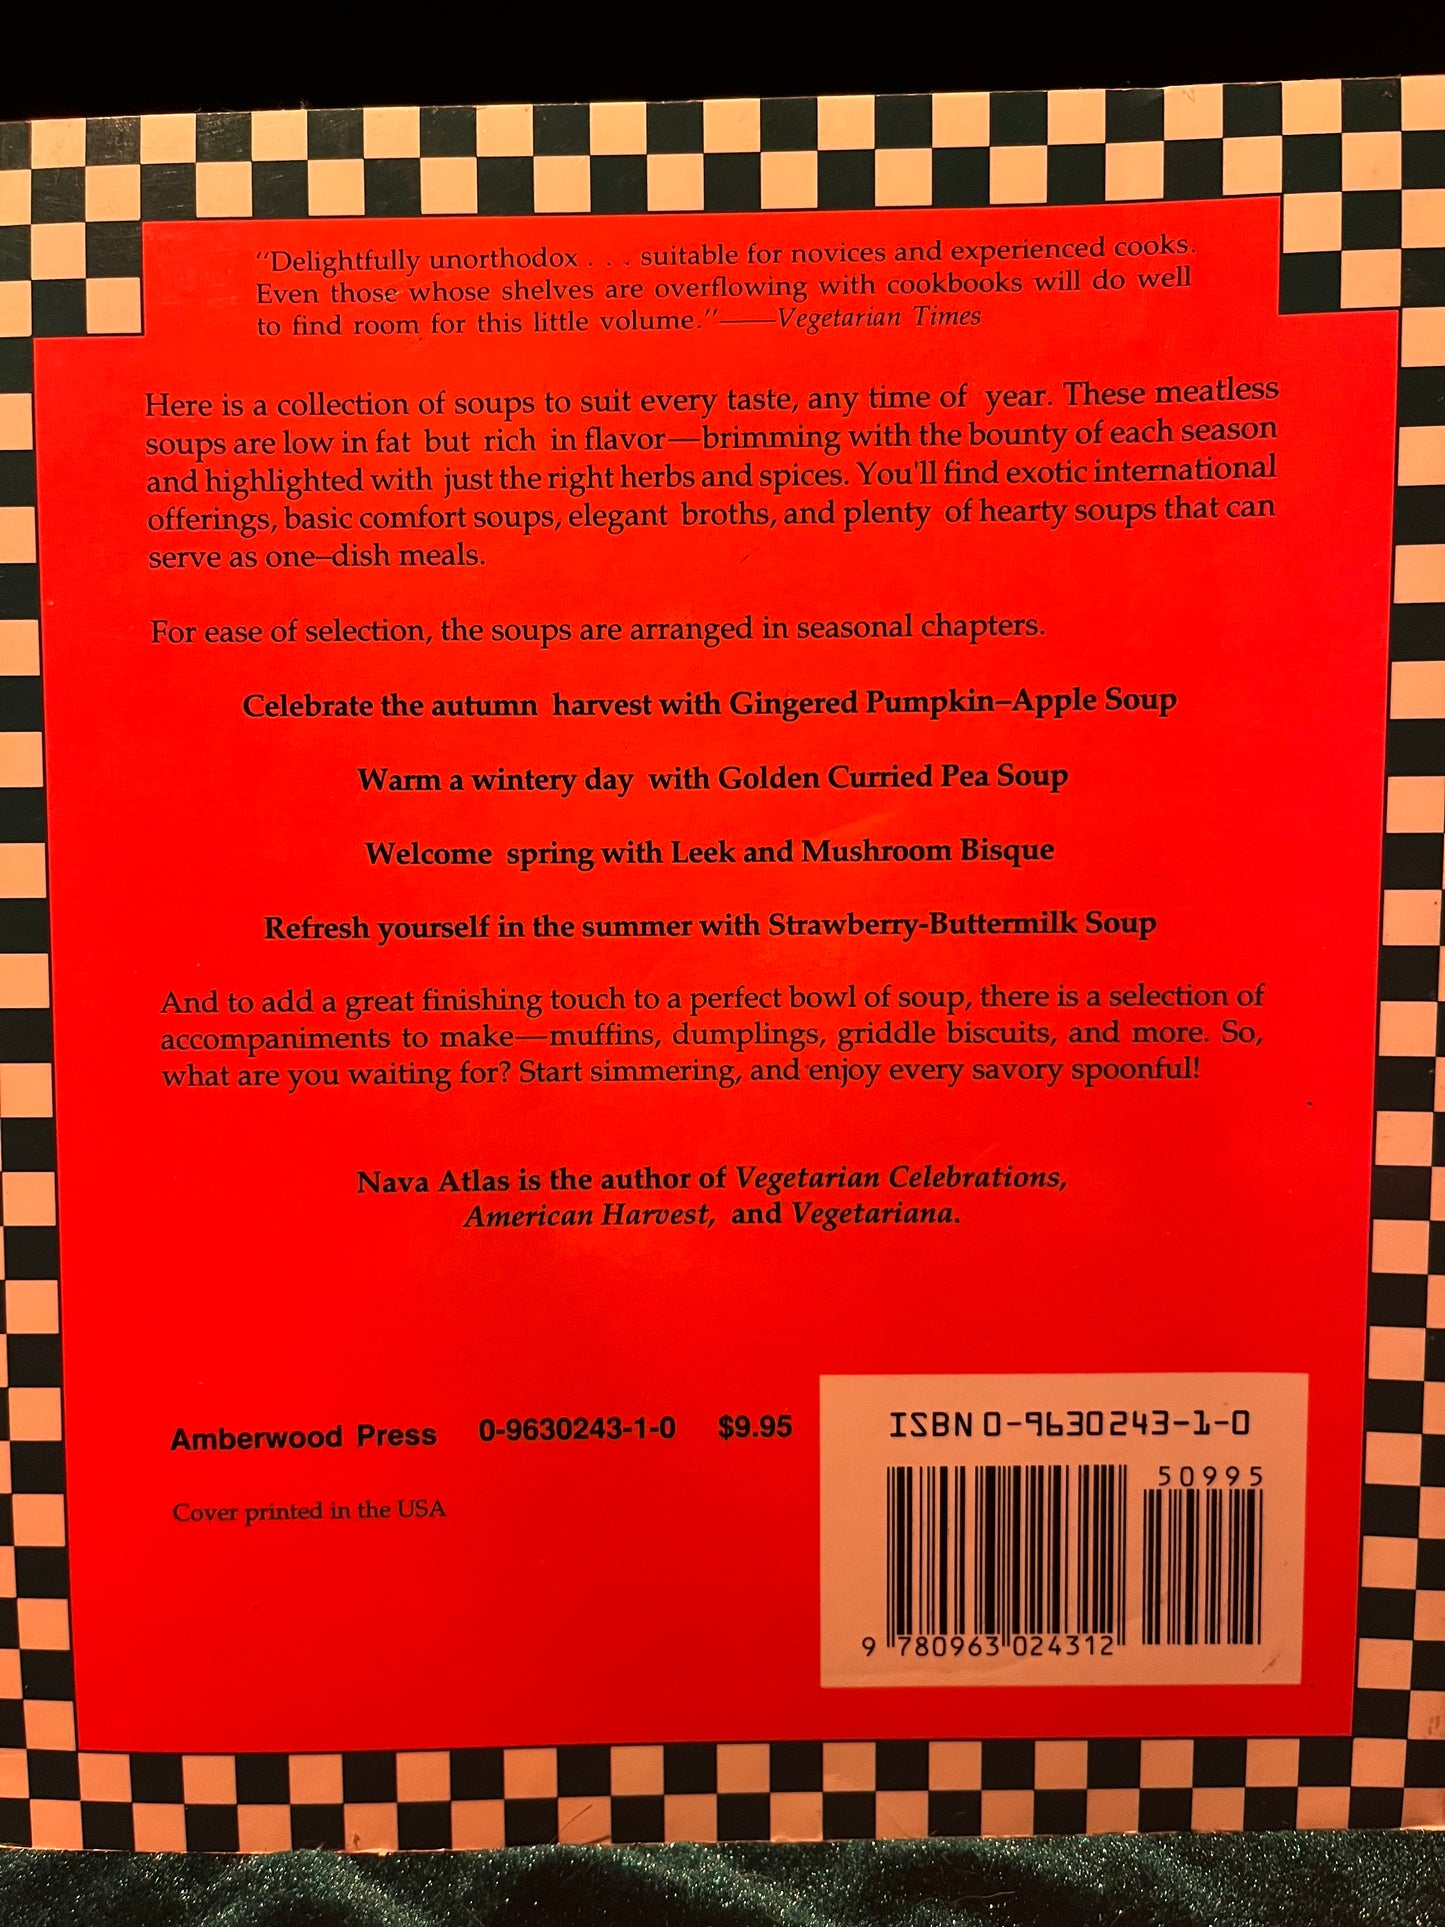 "Delightfully unorthodox . . . suitable for novices and experienced cooks.
Even those whose shelves are overflowing with cookbooks will do well
to find room for this little volume."——Vegetarian Times
Here is a collection of soups to suit every taste, any time of year. These meatless
soups are low in fat but rich in flavor—brimming with the bounty of each season
and highlighted with just the right herbs and spices. You'll find exotic international
offerings, basic comfort soups, elegant broths, and plenty of hearty soups that can
serve as one–dish meals.
For ease of selection, the soups are arranged in seasonal chapters.
Celebrate the autumn harvest with Gingered Pumpkin–Apple Soup
Warm a wintery day with Golden Curried Pea Soup
Welcome spring with Leek and Mushroom Bisque
Refresh yourself in the summer with Strawberry-Buttermilk Soup
And to add a great finishing touch to a perfect bowl of soup, there is a selection of
accompaniments to make—muffins, dumplings, griddle biscuits, and more. So,
what are you waiting for? Start simmering, and enjoy every savory spoonful!
Nava Atlas is the author of Vegetarian Celebrations,
American Harvest, and Vegetariana.
Amberwood Press 0-9630243-1-0 $9.95
Cover printed in the USA
ISBN 0-9630243-1-0
50995
9 780963 024312